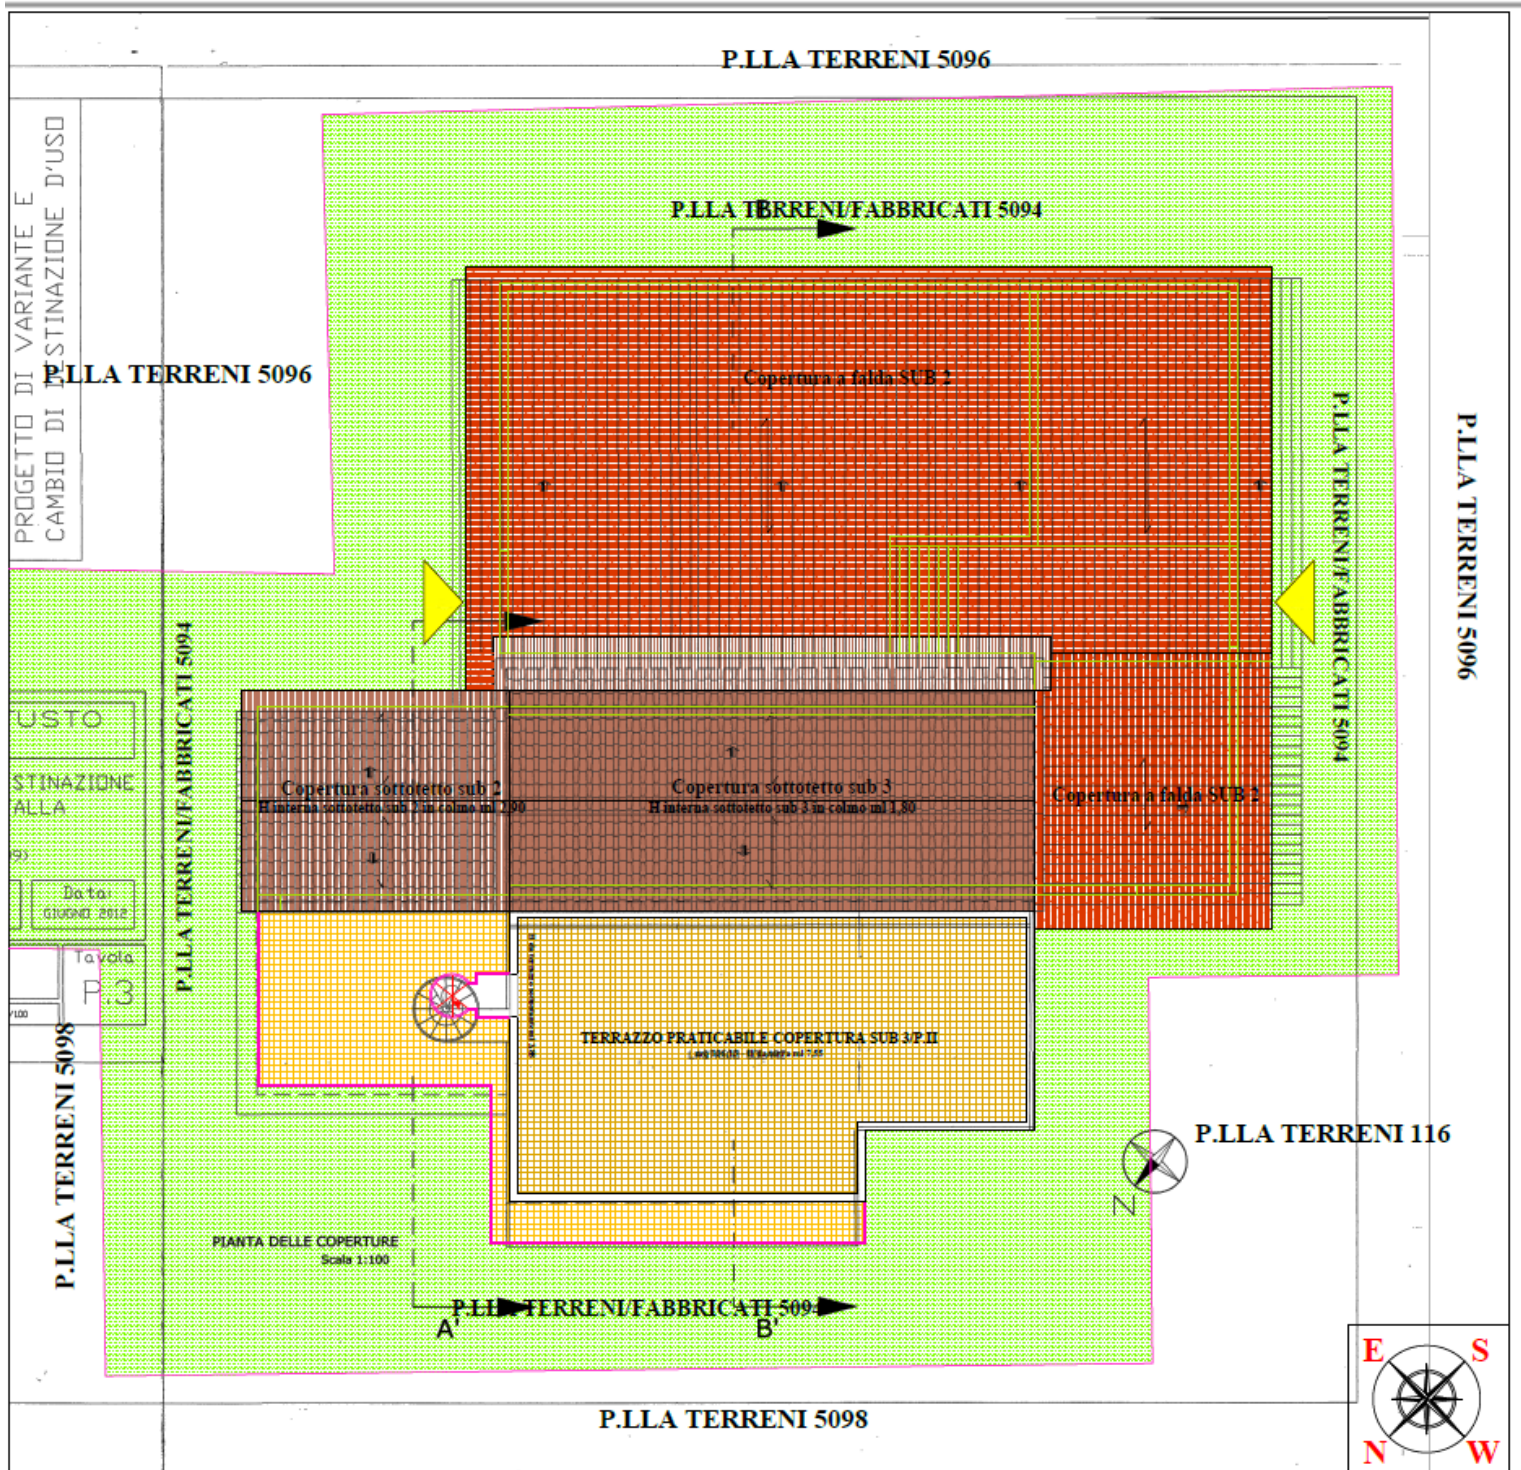 P.LLA TERRENI 5096
PROGETTO DI VARIANTE E
CAMBIO DI DESTINAZIONE D'USO
P.LLA TERRENI/FABBRICATI 5094
P.LLA TERRENI 5096
Copertura a falda SUB 2
P.LLA TERRENI/FABBRICATI 5094
P.LLA TERRENI 5096
P.LLA TERRENI/FABBRICATI 5094
USTO
STINAZIONE
ALLA
9)
Data:
GIUGNO 2012
Tavola
P.3
/100
Copertura sottotetto sub 2
H interna sottotetto sub 2 in colmo ml 2,90
Copertura sottotetto sub 3
H interna sottotetto sub 3 in colmo ml 1,80
Copertura a falda SUB 2
TERRAZZO PRATICABILE COPERTURA SUB 3/P.II
P.LLA TERRENI 5098
P.LLA TERRENI 116
N
PIANTA DELLE COPERTURE
Scala 1:100
P.LLA TERRENI/FABBRICATI 5094
A'
B'
P.LLA TERRENI 5098
E
S
N
W